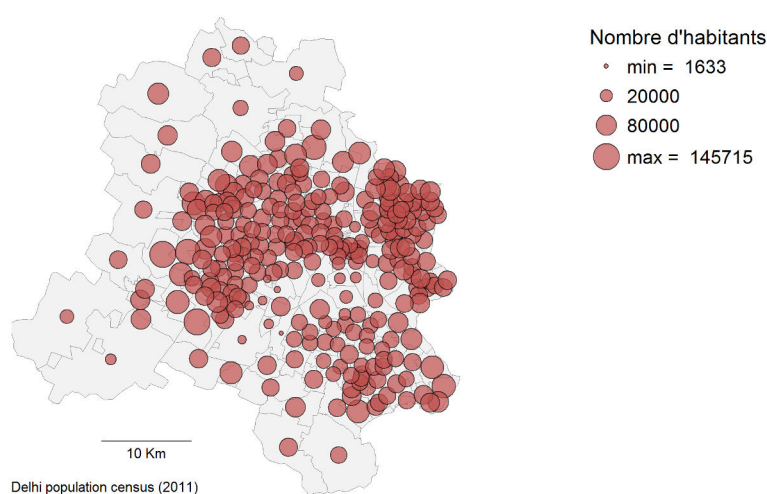 Nombre d'habitants
min = 1633
20000
80000
max = 145715
10 Km
Delhi population census (2011)